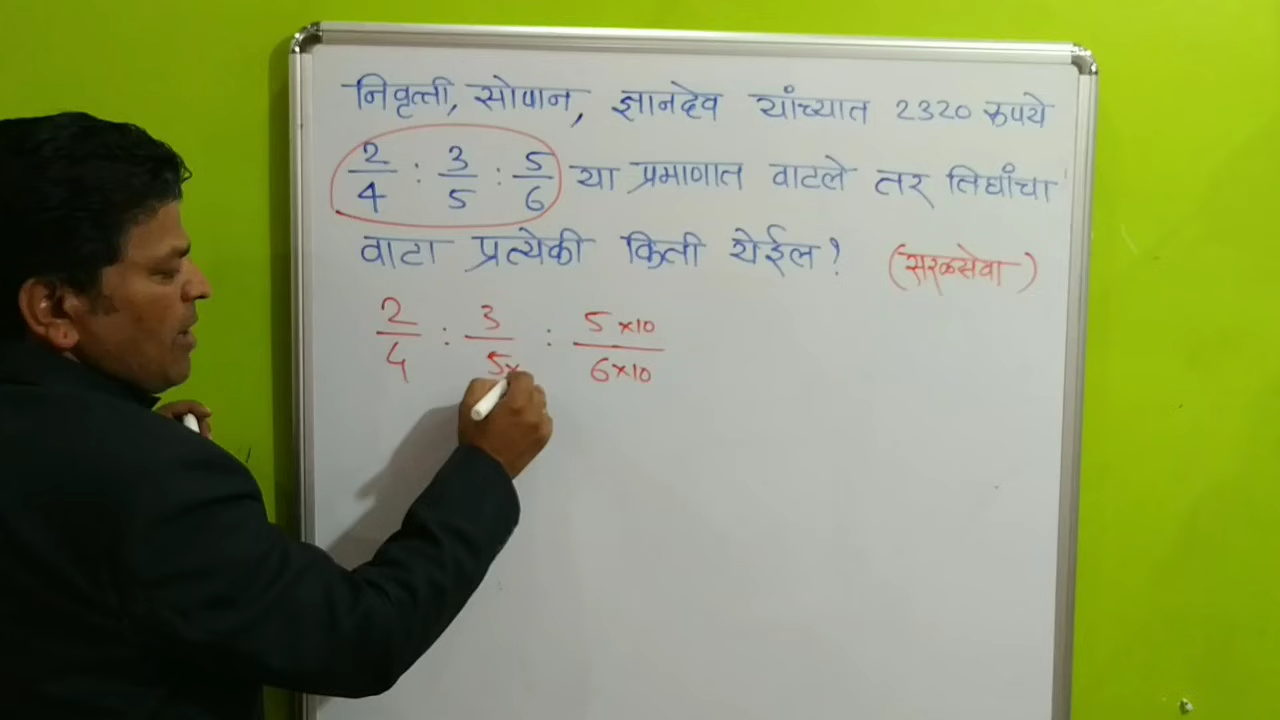 निवृत्ती, सोपान, ज्ञानदेव यांच्यात 2320 रुपये
2/4 : 3/5 : 5/6 या प्रमाणात वाटले तर तिघांचा
वाटा प्रत्येकी किती येईल? (सरळसेवा)
2/4 : 3/5× : 5×10/6×10